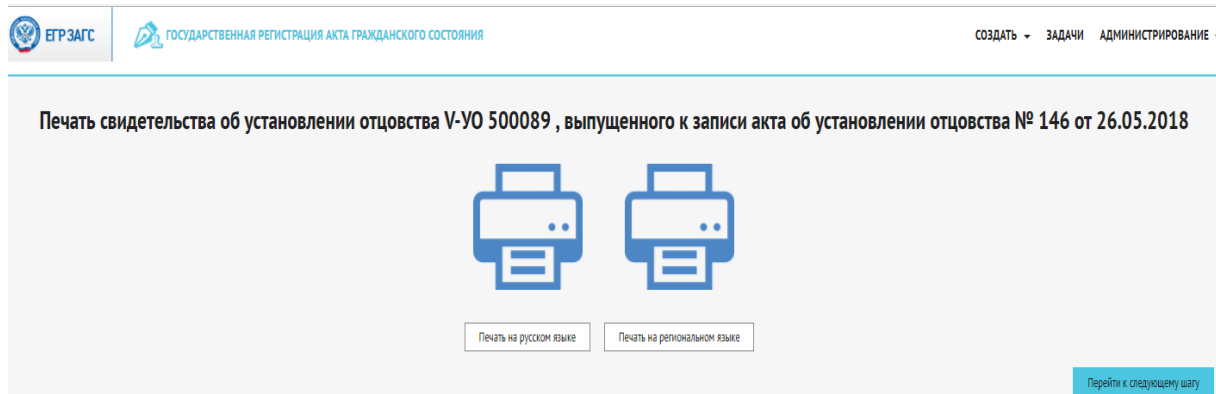 ЕГР ЗАГС
ГОСУДАРСТВЕННАЯ РЕГИСТРАЦИЯ АКТА ГРАЖДАНСКОГО СОСТОЯНИЯ
СОЗДАТЬ ЗАДАЧИ АДМИНИСТРИРОВАНИЕ
Печать свидетельства об установлении отцовства V-УО 500089 , выпущенного к записи акта об установлении отцовства № 146 от 26.05.2018
Печать на русском языке
Печать на региональном языке
Перейти к следующему шагу